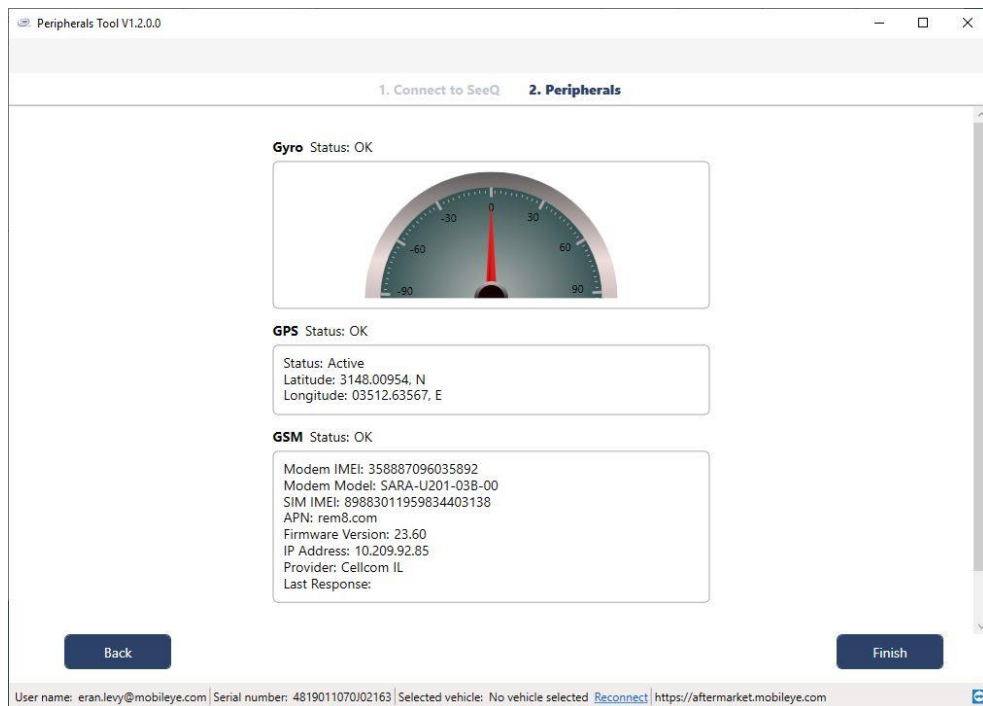 Peripherals Tool V1.2.0.0
1. Connect to SeeQ 2. Peripherals
Gyro Status: OK
0
-30 30
-60 60
-90 90
GPS Status: OK
Status: Active
Latitude: 3148.00954, N
Longitude: 03512.63567, E
GSM Status: OK
Modem IMEI: 358887096035892
Modem Model: SARA-U201-03B-00
SIM IMEI: 89883011959834403138
APN: rem8.com
Firmware Version: 23.60
IP Address: 10.209.92.85
Provider: Cellcom IL
Last Response:
Back Finish
User name: eran.levy@mobileye.com Serial number: 4819011070J02163 Selected vehicle: No vehicle selected Reconnect https://aftermarket.mobileye.com